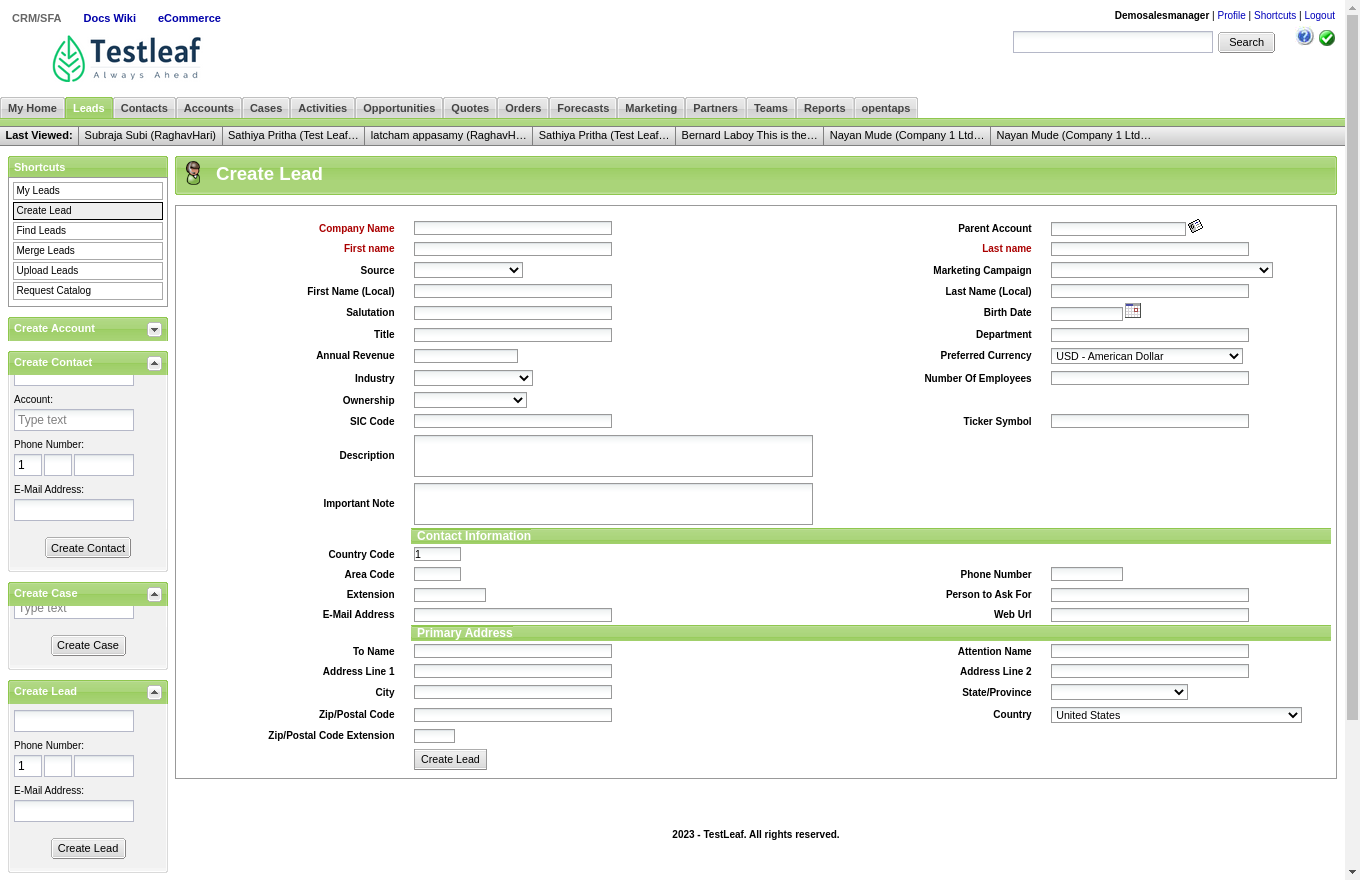 CRM/SFA Docs Wiki eCommerce
Demosalesmanager | Profile | Shortcuts | Logout
Testleaf
Always Ahead
Search
My Home Leads Contacts Accounts Cases Activities Opportunities Quotes Orders Forecasts Marketing Partners Teams Reports opentaps
Last Viewed: Subraja Subi (RaghavHari) Sathiya Pritha (Test Leaf… latcham appasamy (RaghavH… Sathiya Pritha (Test Leaf… Bernard Laboy This is the… Nayan Mude (Company 1 Ltd… Nayan Mude (Company 1 Ltd…
Shortcuts
My Leads
Create Lead
Find Leads
Merge Leads
Upload Leads
Request Catalog
Create Account
Create Contact
Account:
Type text
Phone Number:
1
E-Mail Address:
Create Contact
Create Case
Type text
Create Case
Create Lead
Phone Number:
1
E-Mail Address:
Create Lead
Create Lead
Company Name Parent Account
First name Last name
Source Marketing Campaign
First Name (Local) Last Name (Local)
Salutation Birth Date
Title Department
Annual Revenue Preferred Currency USD - American Dollar
Industry Number Of Employees
Ownership
SIC Code Ticker Symbol
Description
Important Note
Contact Information
Country Code 1
Area Code Phone Number
Extension Person to Ask For
E-Mail Address Web Url
Primary Address
To Name Attention Name
Address Line 1 Address Line 2
City State/Province
Zip/Postal Code Country United States
Zip/Postal Code Extension
Create Lead
2023 - TestLeaf. All rights reserved.